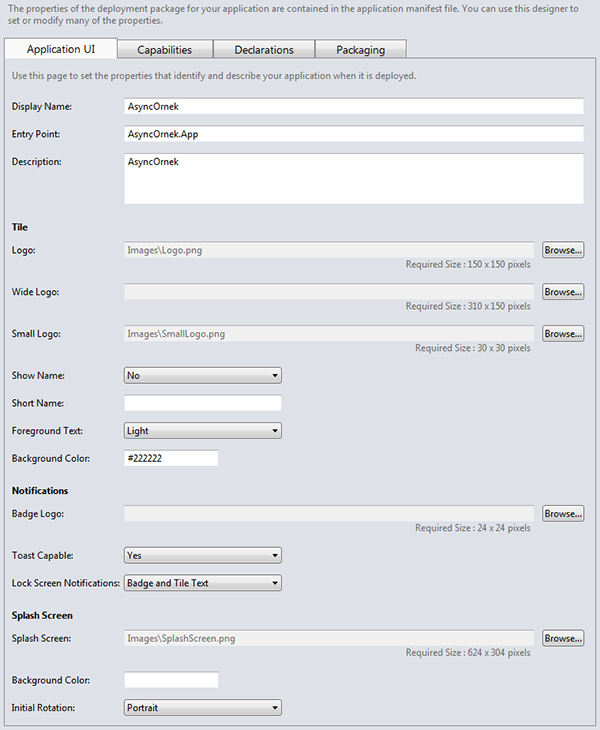 The properties of the deployment package for your application are contained in the application manifest file. You can use this designer to
set or modify many of the properties.
Application UI Capabilities Declarations Packaging
Use this page to set the properties that identify and describe your application when it is deployed.
Display Name: AsyncOrnek
Entry Point: AsyncOrnek.App
Description: AsyncOrnek
Tile
Logo: Images\Logo.png Browse...
Required Size : 150 x 150 pixels
Wide Logo: Browse...
Required Size : 310 x 150 pixels
Small Logo: Images\SmallLogo.png Browse...
Required Size : 30 x 30 pixels
Show Name: No
Short Name:
Foreground Text: Light
Background Color: #222222
Notifications
Badge Logo: Browse...
Required Size : 24 x 24 pixels
Toast Capable: Yes
Lock Screen Notifications: Badge and Tile Text
Splash Screen
Splash Screen: Images\SplashScreen.png Browse...
Required Size : 624 x 304 pixels
Background Color:
Initial Rotation: Portrait